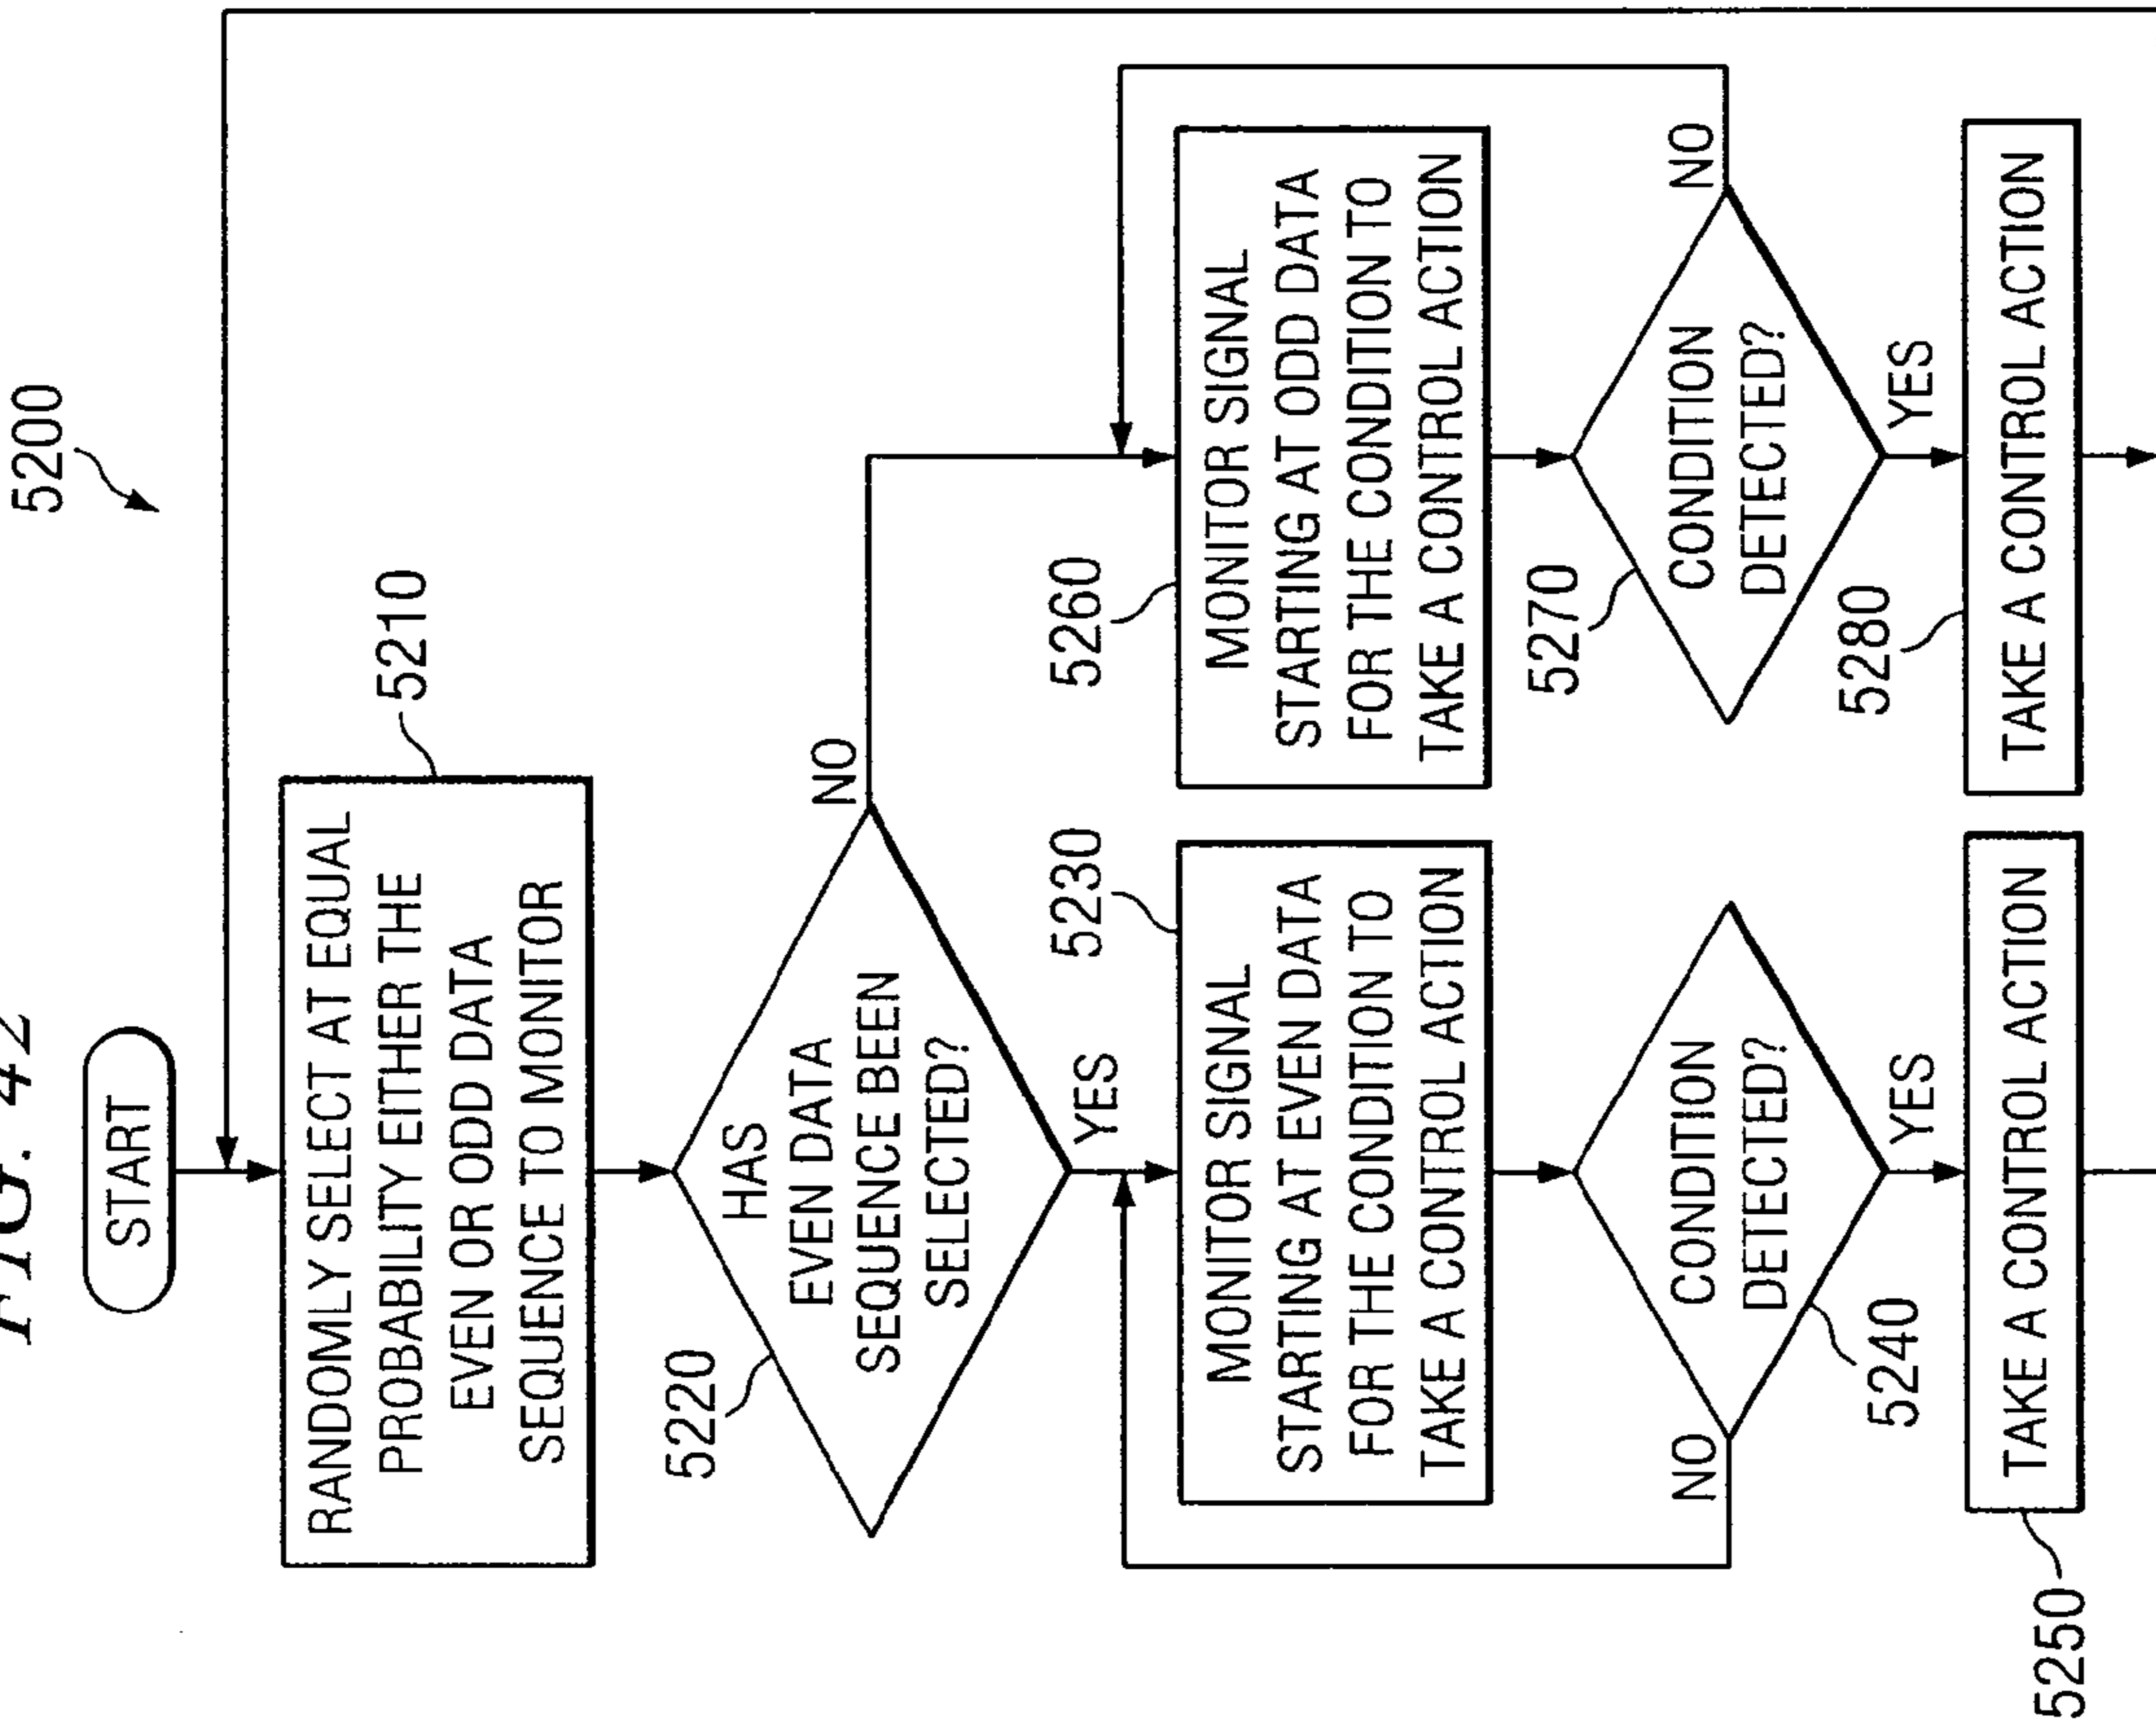 FIG. 42
5200
START
RANDOMLY SELECT AT EQUAL
PROBABILITY EITHER THE
EVEN OR ODD DATA
SEQUENCE TO MONITOR
5210
5220
HAS
EVEN DATA
SEQUENCE BEEN
SELECTED?
NO
YES
5230
MONITOR SIGNAL
STARTING AT EVEN DATA
FOR THE CONDITION TO
TAKE A CONTROL ACTION
5260
MONITOR SIGNAL
STARTING AT ODD DATA
FOR THE CONDITION TO
TAKE A CONTROL ACTION
NO
CONDITION
DETECTED?
5240
YES
5270
CONDITION
DETECTED?
NO
YES
5250
TAKE A CONTROL ACTION
5280
TAKE A CONTROL ACTION